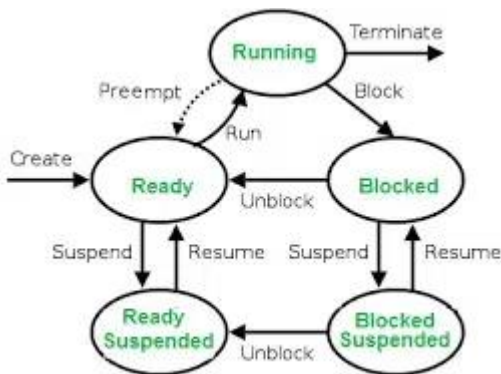 Terminate
Running
Preempt
Block
Run
Create
Ready
Blocked
Unblock
Suspend
Resume
Suspend
Resume
Ready
Suspended
Blocked
Suspended
Unblock